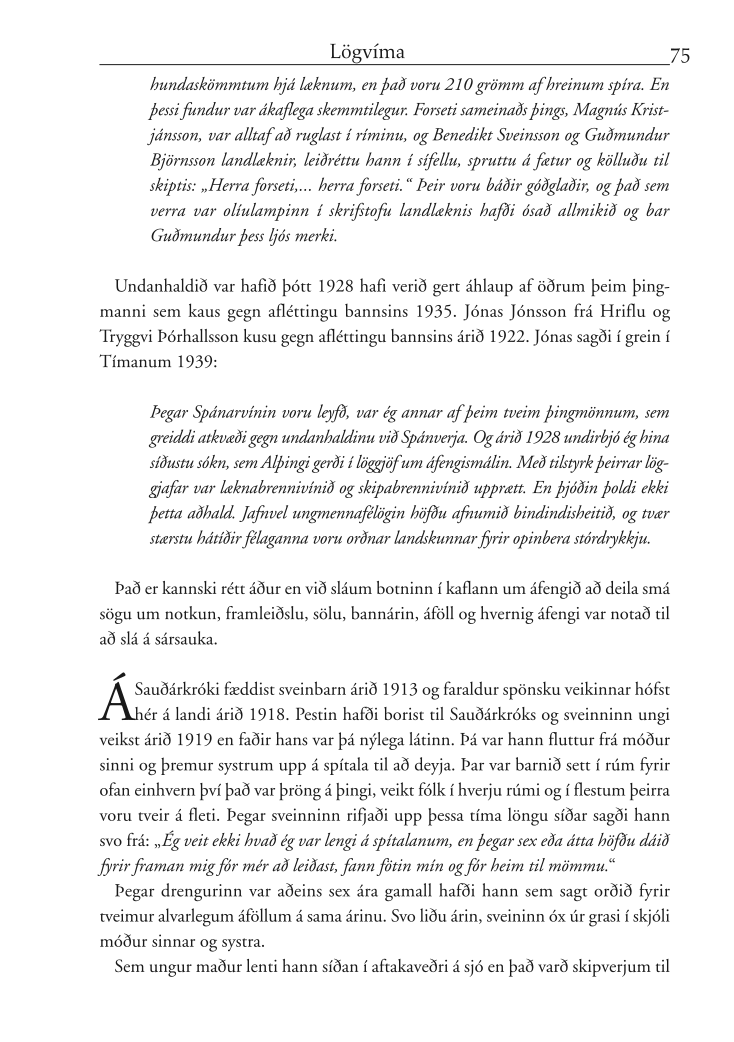 Lögvíma 75
hundaskömmtum hjá læknum, en það voru 210 grömm af hreinum spíra. En
þessi fundur var ákaflega skemmtilegur. Forseti sameinaðs þings, Magnús Krist-
jánsson, var alltaf að ruglast í ríminu, og Benedikt Sveinsson og Guðmundur
Björnsson landlæknir, leiðréttu hann í sífellu, spruttu á fætur og kölluðu til
skiptis: „Herra forseti,... herra forseti.“ Þeir voru báðir góðglaðir, og það sem
verra var olíulampinn í skrifstofu landlæknis hafði ósað allmikið og bar
Guðmundur þess ljós merki.
Undanhaldið var hafið þótt 1928 hafi verið gert áhlaup af öðrum þeim þing-
manni sem kaus gegn afléttingu bannsins 1935. Jónas Jónsson frá Hriflu og
Tryggvi Þórhallsson kusu gegn afléttingu bannsins árið 1922. Jónas sagði í grein í
Tímanum 1939:
Þegar Spánarvínin voru leyfð, var ég annar af þeim tveim þingmönnum, sem
greiddi atkvæði gegn undanhaldinu við Spánverja. Og árið 1928 undirbjó ég hina
síðustu sókn, sem Alþingi gerði í löggjöf um áfengismálin. Með tilstyrk þeirrar lög-
gjafar var læknabrennivínið og skipabrennivínið upprætt. En þjóðin þoldi ekki
þetta aðhald. Jafnvel ungmennafélögin höfðu afnumið bindindisheitið, og tvær
stærstu hátíðir félaganna voru orðnar landskunnar fyrir opinbera stórdrykkju.
Það er kannski rétt áður en við sláum botninn í kaflann um áfengið að deila smá
sögu um notkun, framleiðslu, sölu, bannárin, áföll og hvernig áfengi var notað til
að slá á sársauka.
Á Sauðárkróki fæddist sveinbarn árið 1913 og faraldur spönsku veikinnar hófst
hér á landi árið 1918. Pestin hafði borist til Sauðárkróks og sveinninn ungi
veikst árið 1919 en faðir hans var þá nýlega látinn. Þá var hann fluttur frá móður
sinni og þremur systrum upp á spítala til að deyja. Þar var barnið sett í rúm fyrir
ofan einhvern því það var þröng á þingi, veikt fólk í hverju rúmi og í flestum þeirra
voru tveir á fleti. Þegar sveinninn rifjaði upp þessa tíma löngu síðar sagði hann
svo frá: „Ég veit ekki hvað ég var lengi á spítalanum, en þegar sex eða átta höfðu dáið
fyrir framan mig fór mér að leiðast, fann fötin mín og fór heim til mömmu.“
Þegar drengurinn var aðeins sex ára gamall hafði hann sem sagt orðið fyrir
tveimur alvarlegum áföllum á sama árinu. Svo liðu árin, sveininn óx úr grasi í skjóli
móður sinnar og systra.
Sem ungur maður lenti hann síðan í aftakaveðri á sjó en það varð skipverjum til